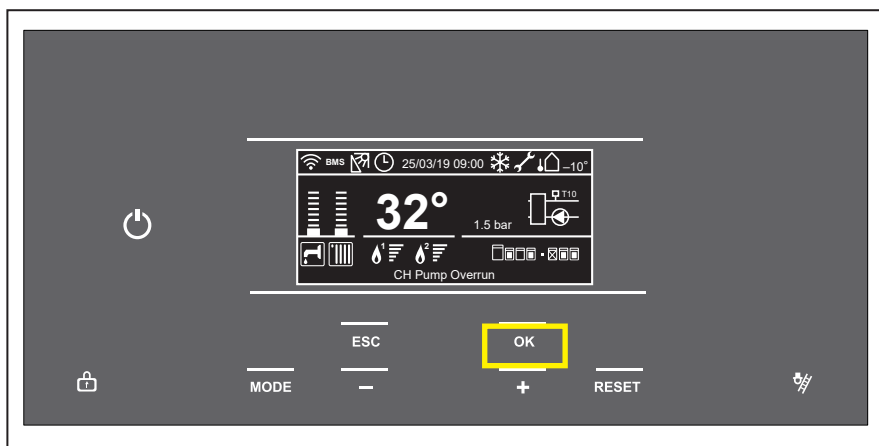 BMS 25/03/19 09:00 –10°
32° 1.5 bar T10
1 2
CH Pump Overrun
ESC OK
MODE – + RESET